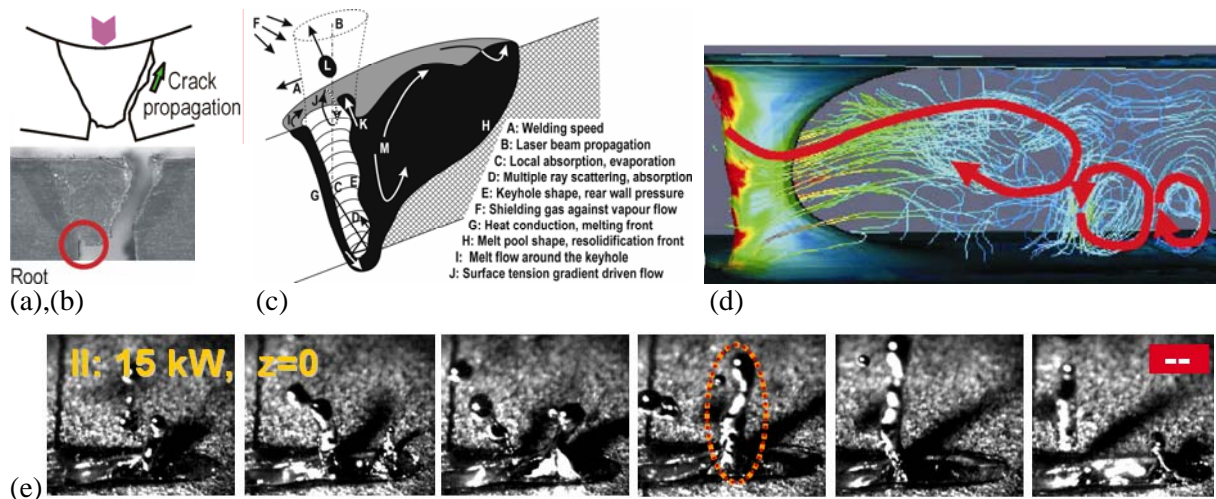 Crack
propagation
Root
(a),(b)
F
B
L
A
J
I
K
M
G
C
E
D
H
A: Welding speed
B: Laser beam propagation
C: Local absorption, evaporation
D: Multiple ray scattering, absorption
E: Keyhole shape, rear wall pressure
F: Shielding gas against vapour flow
G: Heat conduction, melting front
H: Melt pool shape, resolidification front
I: Melt flow around the keyhole
J: Surface tension gradient driven flow
(c)
(d)
II: 15 kW, z=0
--
(e)